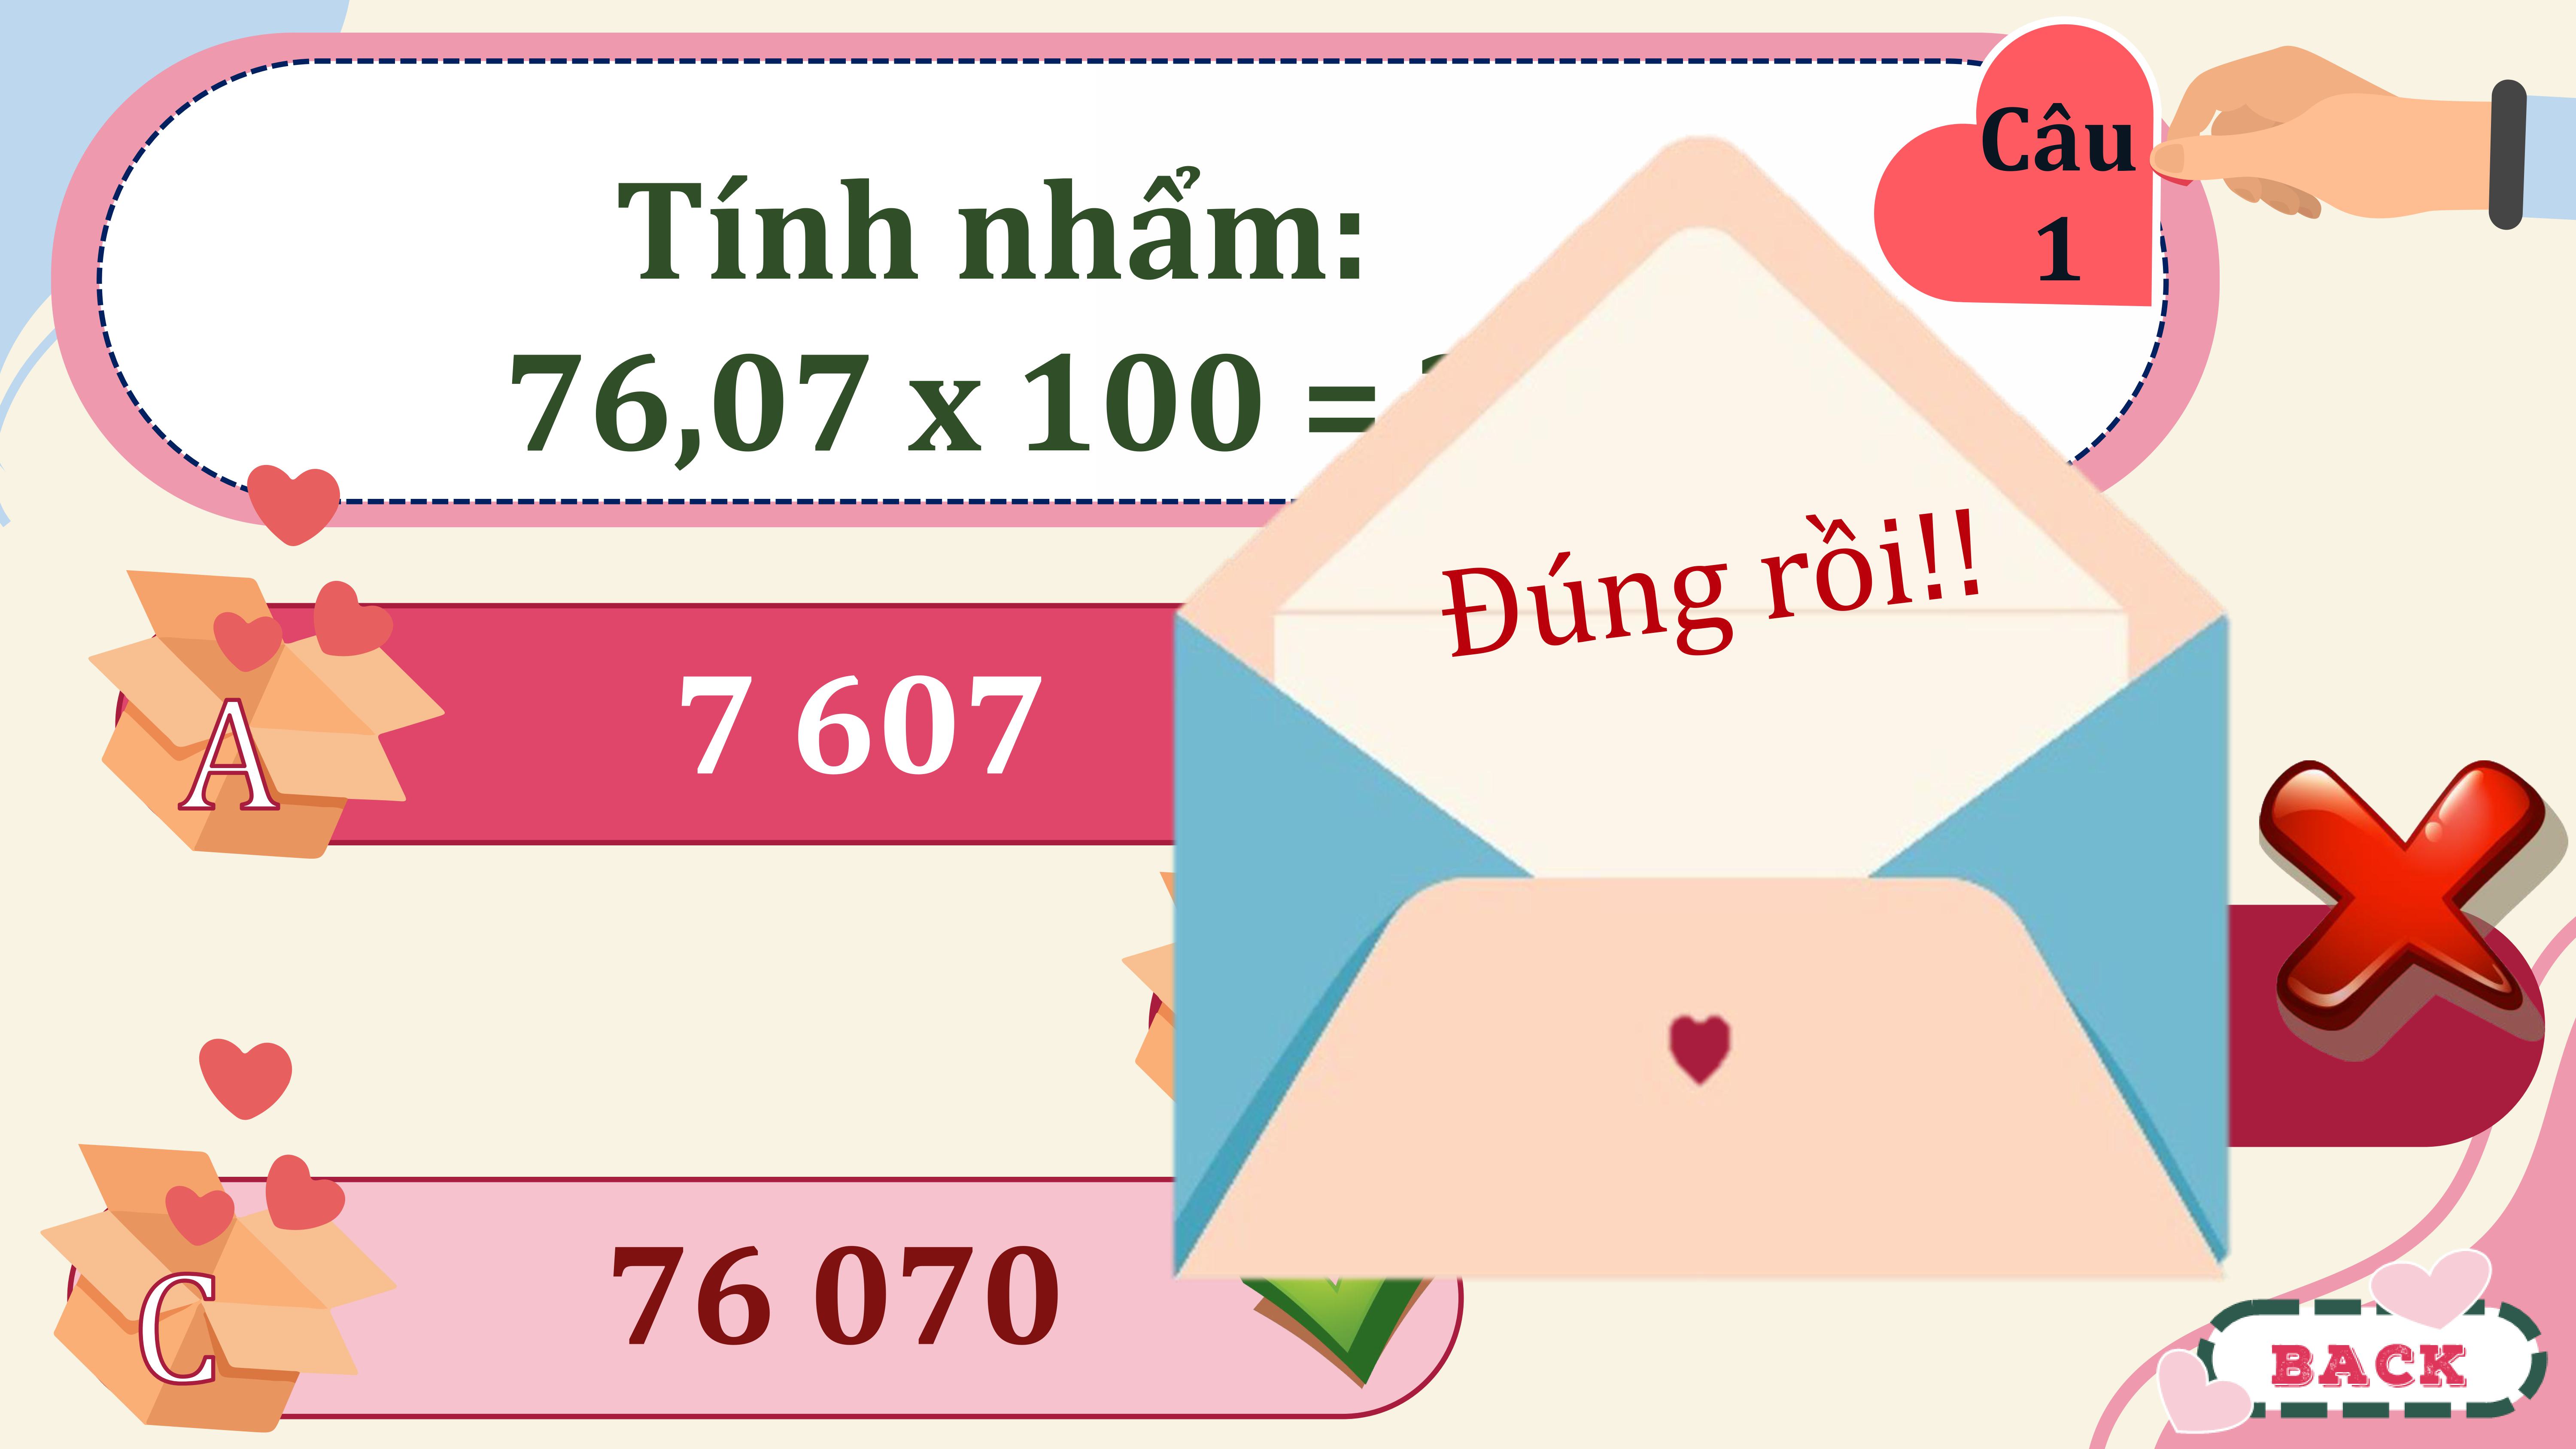 Câu
1
Tính nhẩm:
76,07 x 100 =
Đúng rồi!!
A
7 607
C
76 070
BACK